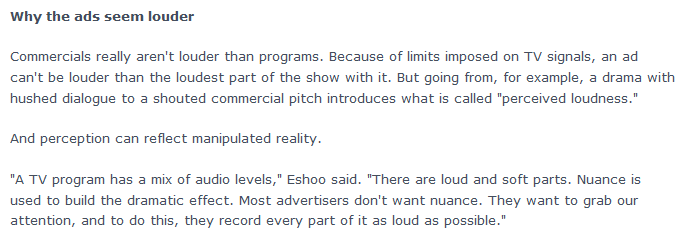 Why the ads seem louder
Commercials really aren't louder than programs. Because of limits imposed on TV signals, an ad
can't be louder than the loudest part of the show with it. But going from, for example, a drama with
hushed dialogue to a shouted commercial pitch introduces what is called "perceived loudness."
And perception can reflect manipulated reality.
"A TV program has a mix of audio levels," Eshoo said. "There are loud and soft parts. Nuance is
used to build the dramatic effect. Most advertisers don't want nuance. They want to grab our
attention, and to do this, they record every part of it as loud as possible."